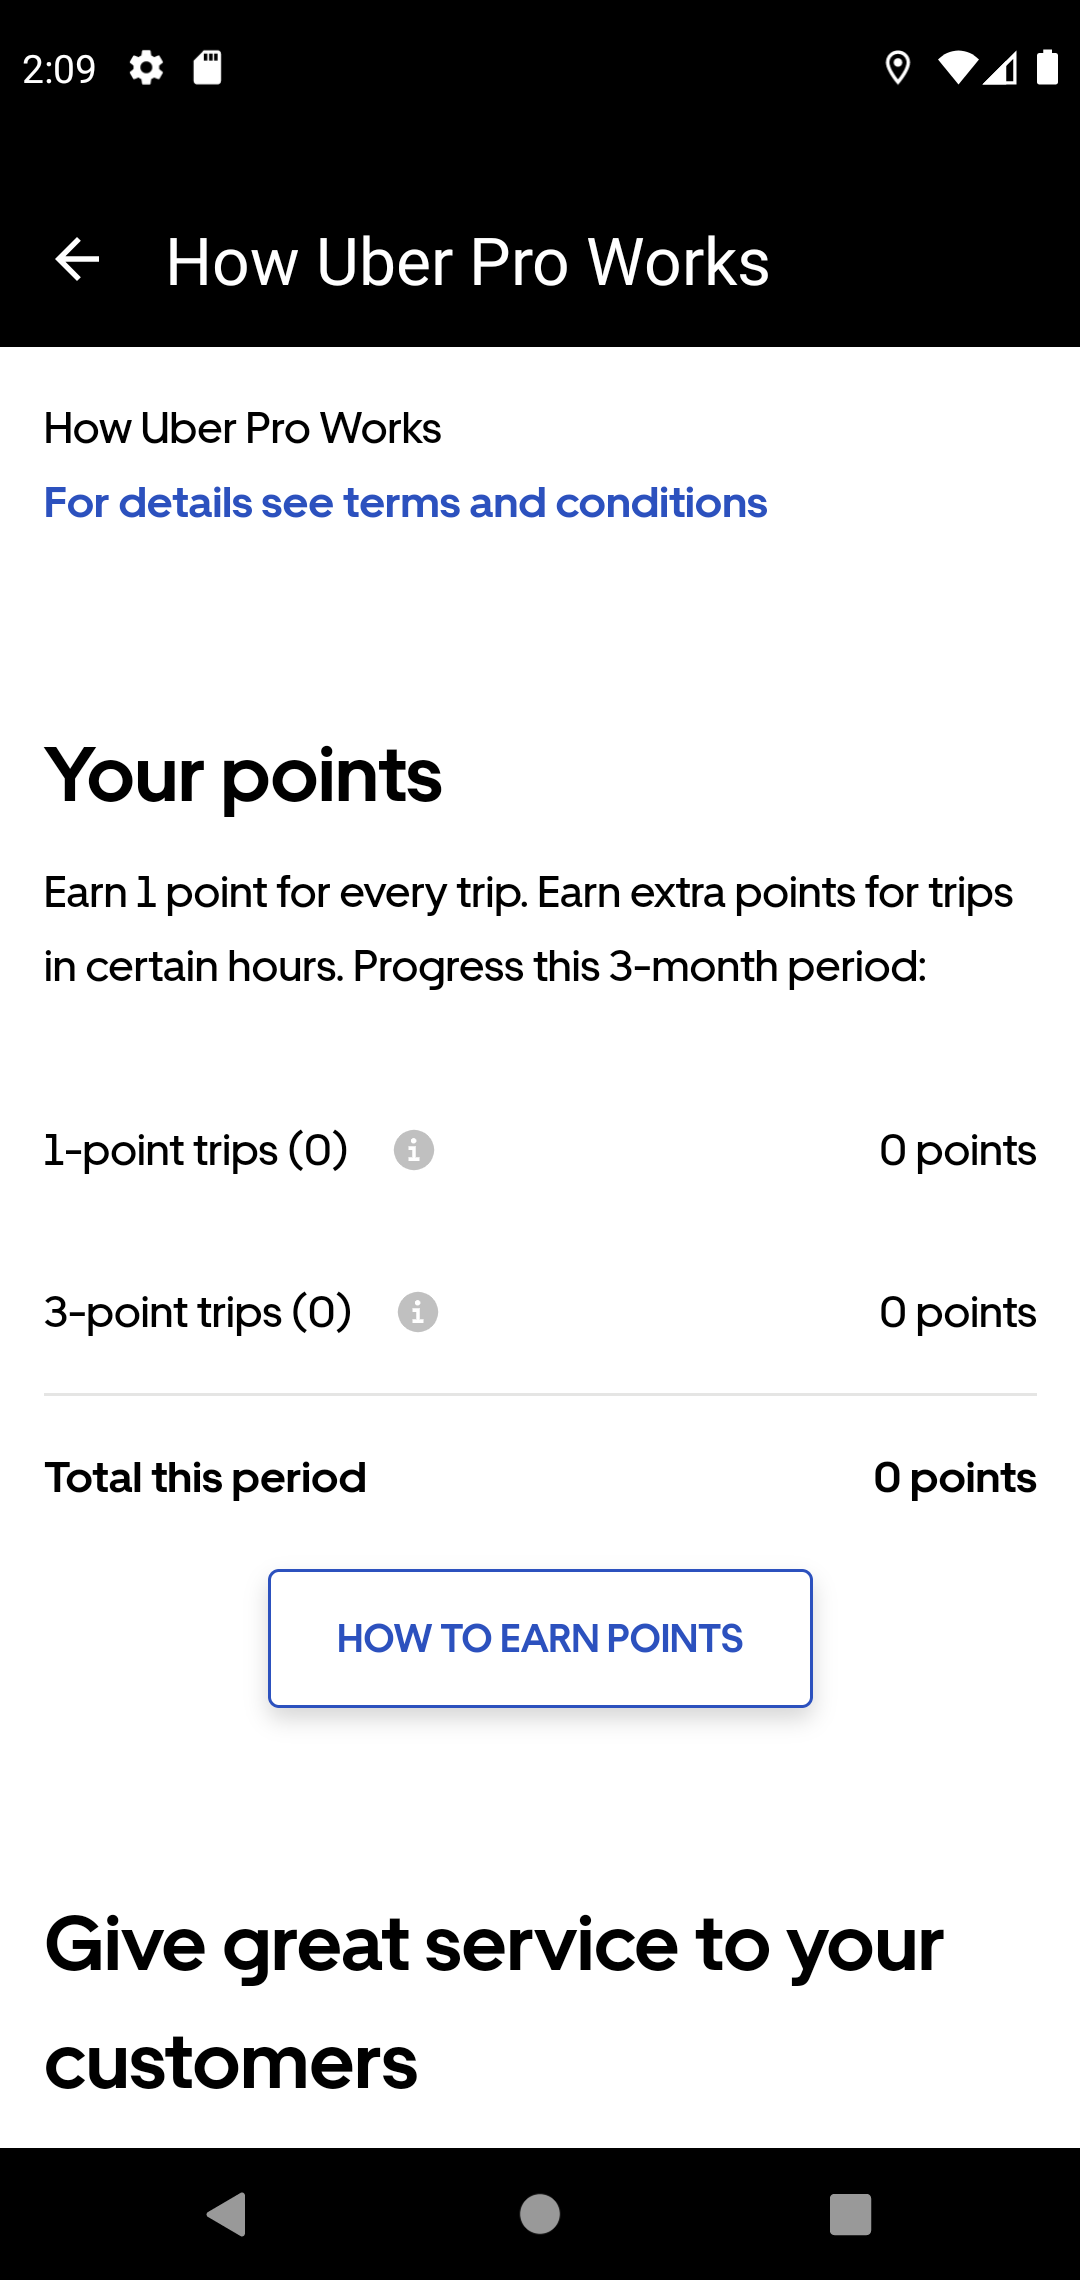 2:09
How Uber Pro Works
How Uber Pro Works
For details see terms and conditions
Your points
Earn 1 point for every trip. Earn extra points for trips
in certain hours. Progress this 3-month period:
1-point trips (0) 0 points
3-point trips (0) 0 points
Total this period 0 points
HOW TO EARN POINTS
Give great service to your
customers